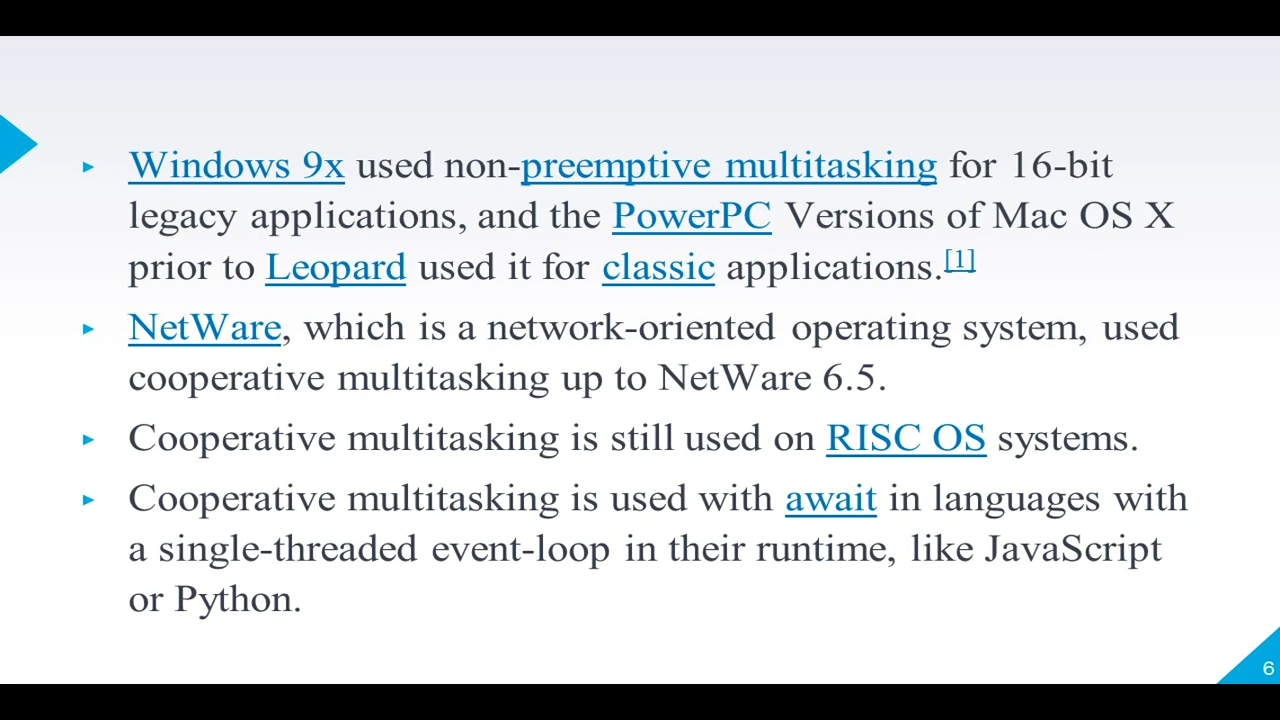 ▸ Windows 9x used non-preemptive multitasking for 16-bit
legacy applications, and the PowerPC Versions of Mac OS X
prior to Leopard used it for classic applications.[1]
▸ NetWare, which is a network-oriented operating system, used
cooperative multitasking up to NetWare 6.5.
▸ Cooperative multitasking is still used on RISC OS systems.
▸ Cooperative multitasking is used with await in languages with
a single-threaded event-loop in their runtime, like JavaScript
or Python.
6